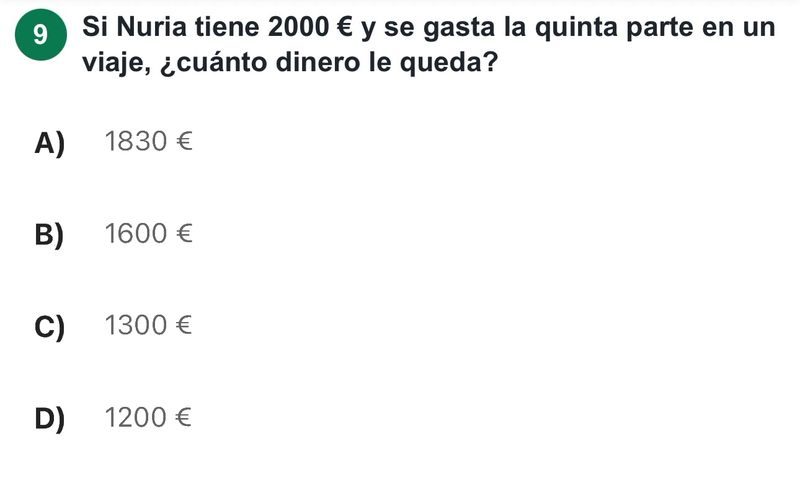 9 Si Nuria tiene 2000 € y se gasta la quinta parte en un
viaje, ¿cuánto dinero le queda?
A) 1830 €
B) 1600 €
C) 1300 €
D) 1200 €